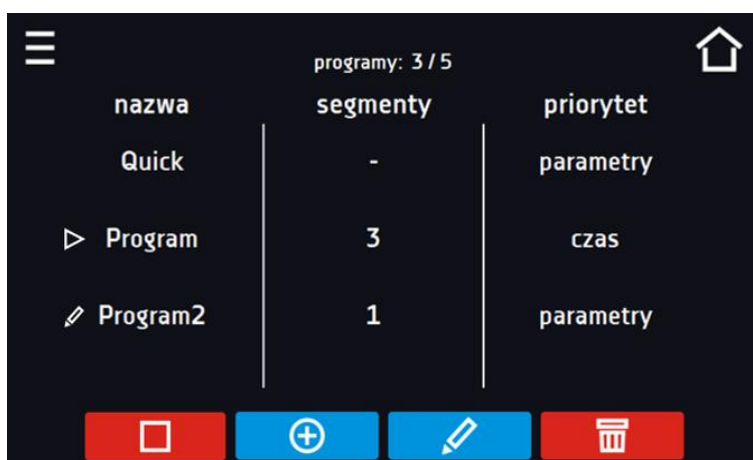 programy: 3 / 5
nazwa segmenty priorytet
Quick - parametry
Program 3 czas
Program2 1 parametry